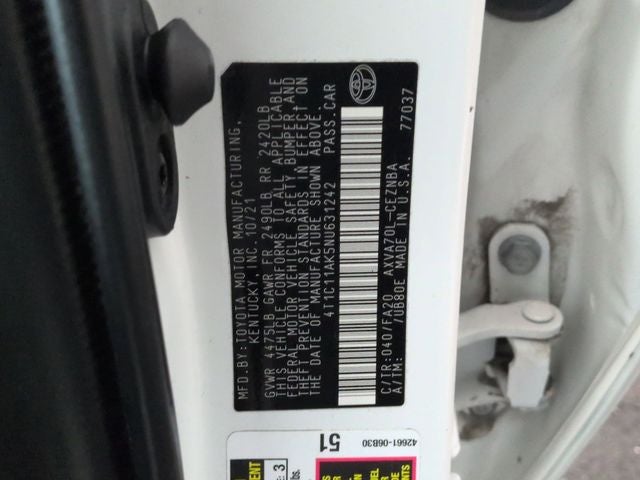 MFD.BY:TOYOTA MOTOR MANUFACTURING,
KENTUCKY, INC. 10/21
GVWR 4475LB GAWR FR 2490LB RR 2420LB
THIS VEHICLE CONFORMS TO ALL APPLICABLE
FEDERAL MOTOR VEHICLE SAFETY, BUMPER, AND
THEFT PREVENTION STANDARDS IN EFFECT ON
THE DATE OF MANUFACTURE SHOWN ABOVE.
4T1C11AK5NU631242 PASS.CAR
C/TR:040/FA20 AXVA70L-CEZNBA
A/TM: /UB80E MADE IN U.S.A. 77037
42661-06B30
51
3